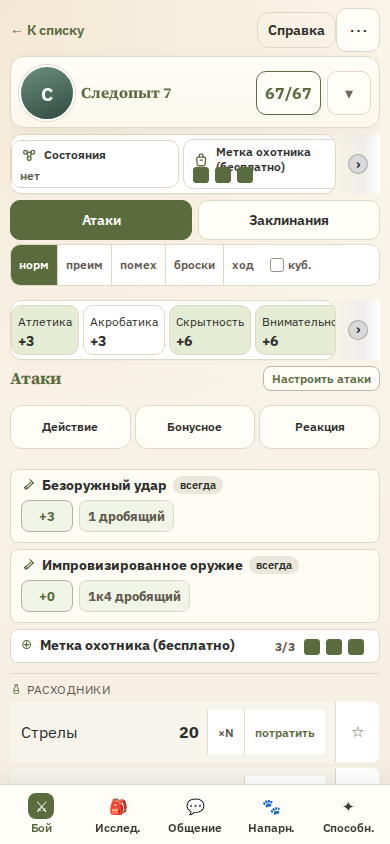 ← К списку
Справка
...
С
Следопыт 7
67/67
▼
Состояния
нет
Метка охотника
(бесплатно)
Атаки
Заклинания
норм
преим
помех
броски
ход
куб.
Атлетика
+3
Акробатика
+3
Скрытность
+6
Внимательно
+6
Атаки
Настроить атаки
Действие
Бонусное
Реакция
Безоружный удар всегда
+3
1 дробящий
Импровизированное оружие всегда
+0
1к4 дробящий
Метка охотника (бесплатно)
3/3
РАСХОДНИКИ
Стрелы
20
×N
потратить
Бой
Исслед.
Общение
Напарн.
Способн.